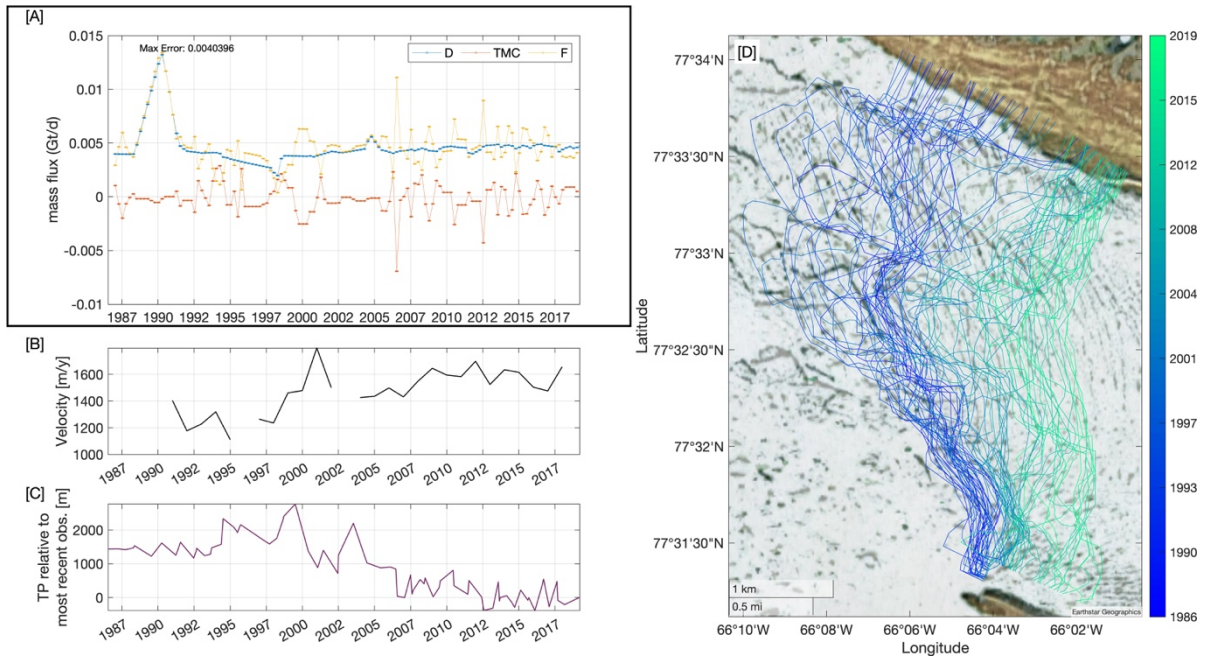 [A]
Max Error: 0.0040396
D TMC F
mass flux (Gt/d)
0.015
0.01
0.005
0
-0.005
-0.01
1987 1990 1992 1995 1997 2000 2002 2005 2007 2010 2012 2015 2017
[B]
Velocity [m/y]
1600
1400
1200
1000
1987 1990 1992 1995 1997 2000 2002 2005 2007 2010 2012 2015 2017
[C]
TP relative to
most recent obs. [m]
2000
1000
0
1987 1990 1992 1995 1997 2000 2002 2005 2007 2010 2012 2015 2017
[D]
Latitude
77°34'N
77°33'30"N
77°33'N
77°32'30"N
77°32'N
77°31'30"N
1 km
0.5 mi
Earthstar Geographics
66°10'W 66°08'W 66°06'W 66°04'W 66°02'W
Longitude
2019
2015
2012
2008
2004
2001
1997
1993
1990
1986